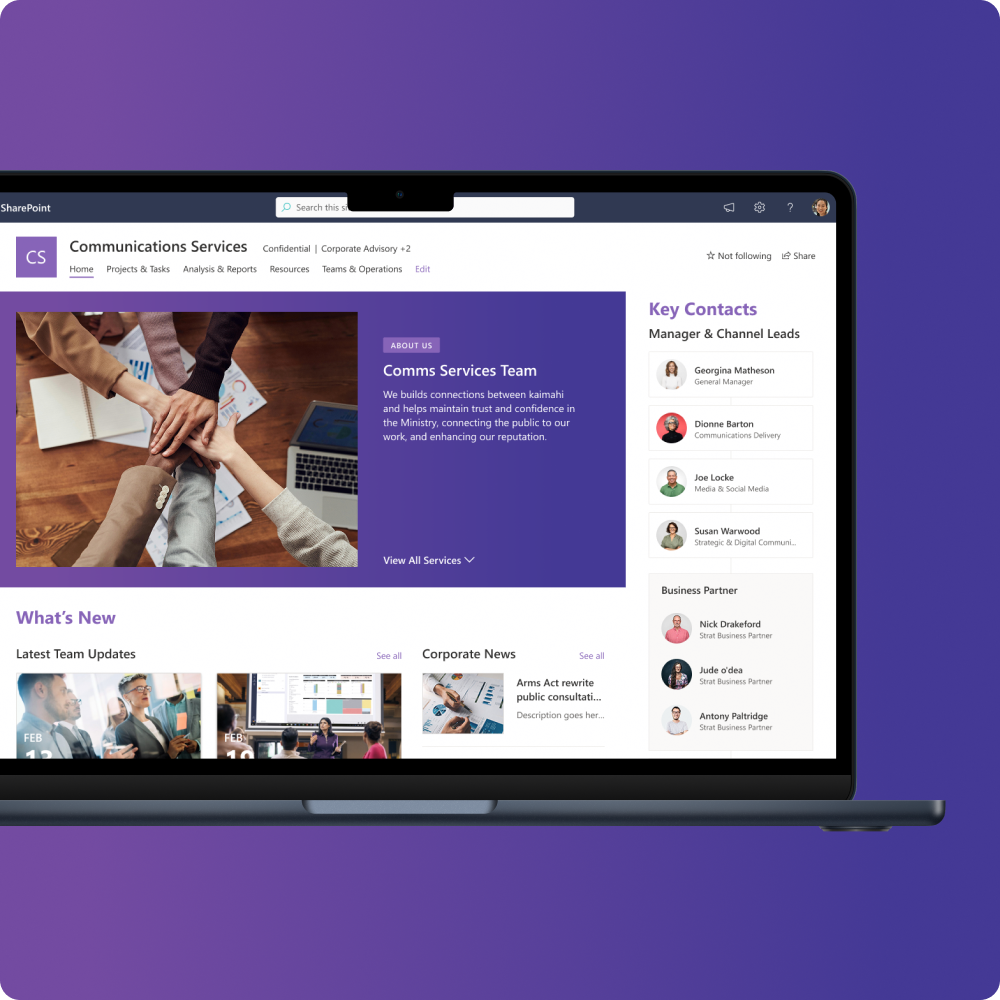 SharePoint
Search this
CS
Communications Services
Confidential | Corporate Advisory +2
Home Projects & Tasks Analysis & Reports Resources Teams & Operations Edit
Not following Share
ABOUT US
Comms Services Team
We builds connections between kaimahi
and helps maintain trust and confidence in
the Ministry, connecting the public to our
work, and enhancing our reputation.
View All Services
Key Contacts
Manager & Channel Leads
Georgina Matheson
General Manager
Dionne Barton
Communications Delivery
Joe Locke
Media & Social Media
Susan Warwood
Strategic & Digital Communi...
Business Partner
Nick Drakeford
Strat Business Partner
Jude o'dea
Strat Business Partner
Antony Paltridge
Strat Business Partner
What's New
Latest Team Updates See all
FEB
FEB
Corporate News See all
Arms Act rewrite
public consultati...
Description goes her...